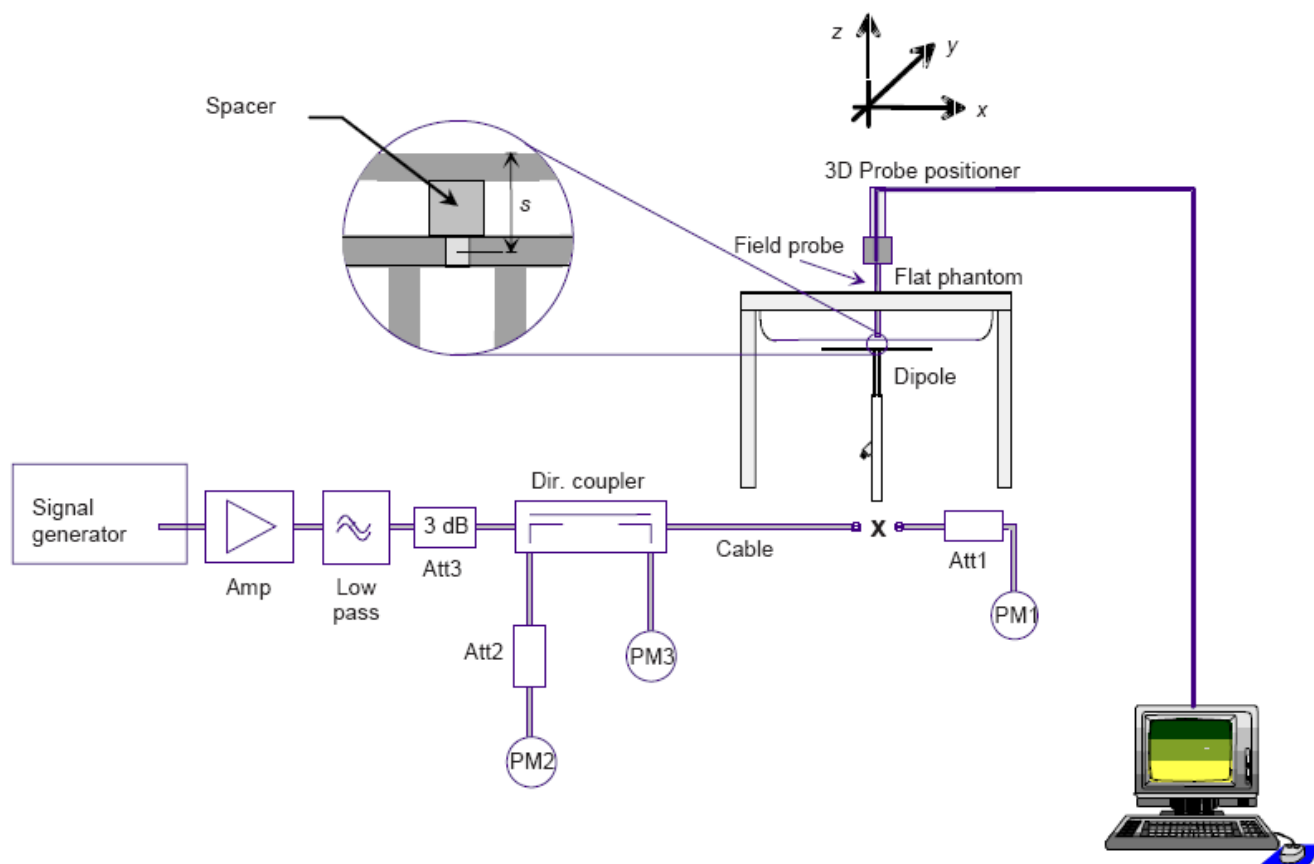 z
y
x
Spacer
s
3D Probe positioner
Field probe
Flat phantom
Dipole
Signal
generator
Amp
Low
pass
3 dB
Att3
Dir. coupler
Cable
X
Att1
PM1
Att2
PM3
PM2